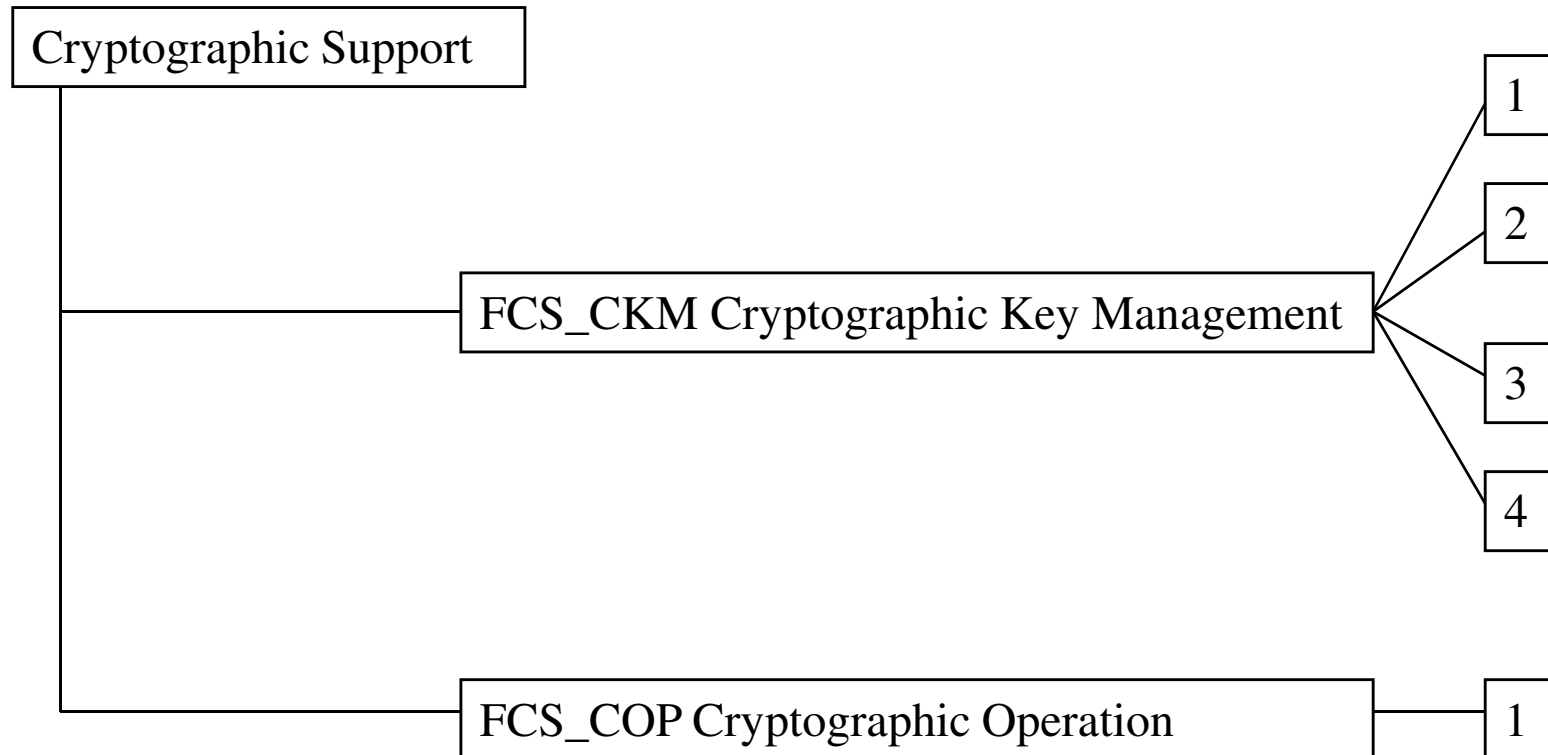 Cryptographic Support
1
2
FCS_CKM Cryptographic Key Management
3
4
FCS_COP Cryptographic Operation
1